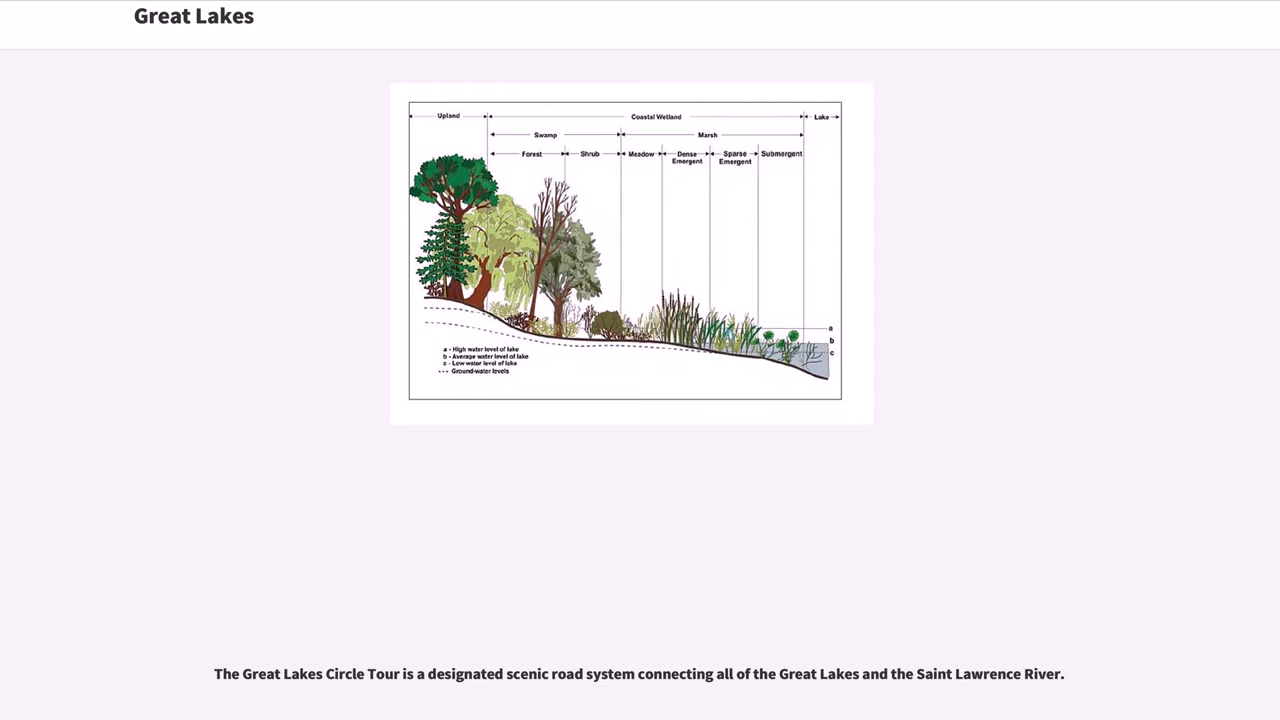 Great Lakes
Upland
Coastal Wetland
Lake
Swamp
Marsh
Forest
Shrub
Meadow
Dense
Emergent
Sparse
Emergent
Submergent
a
b
c
a - High water level of lake
b - Average water level of lake
c - Low water level of lake
Ground-water levels
The Great Lakes Circle Tour is a designated scenic road system connecting all of the Great Lakes and the Saint Lawrence River.